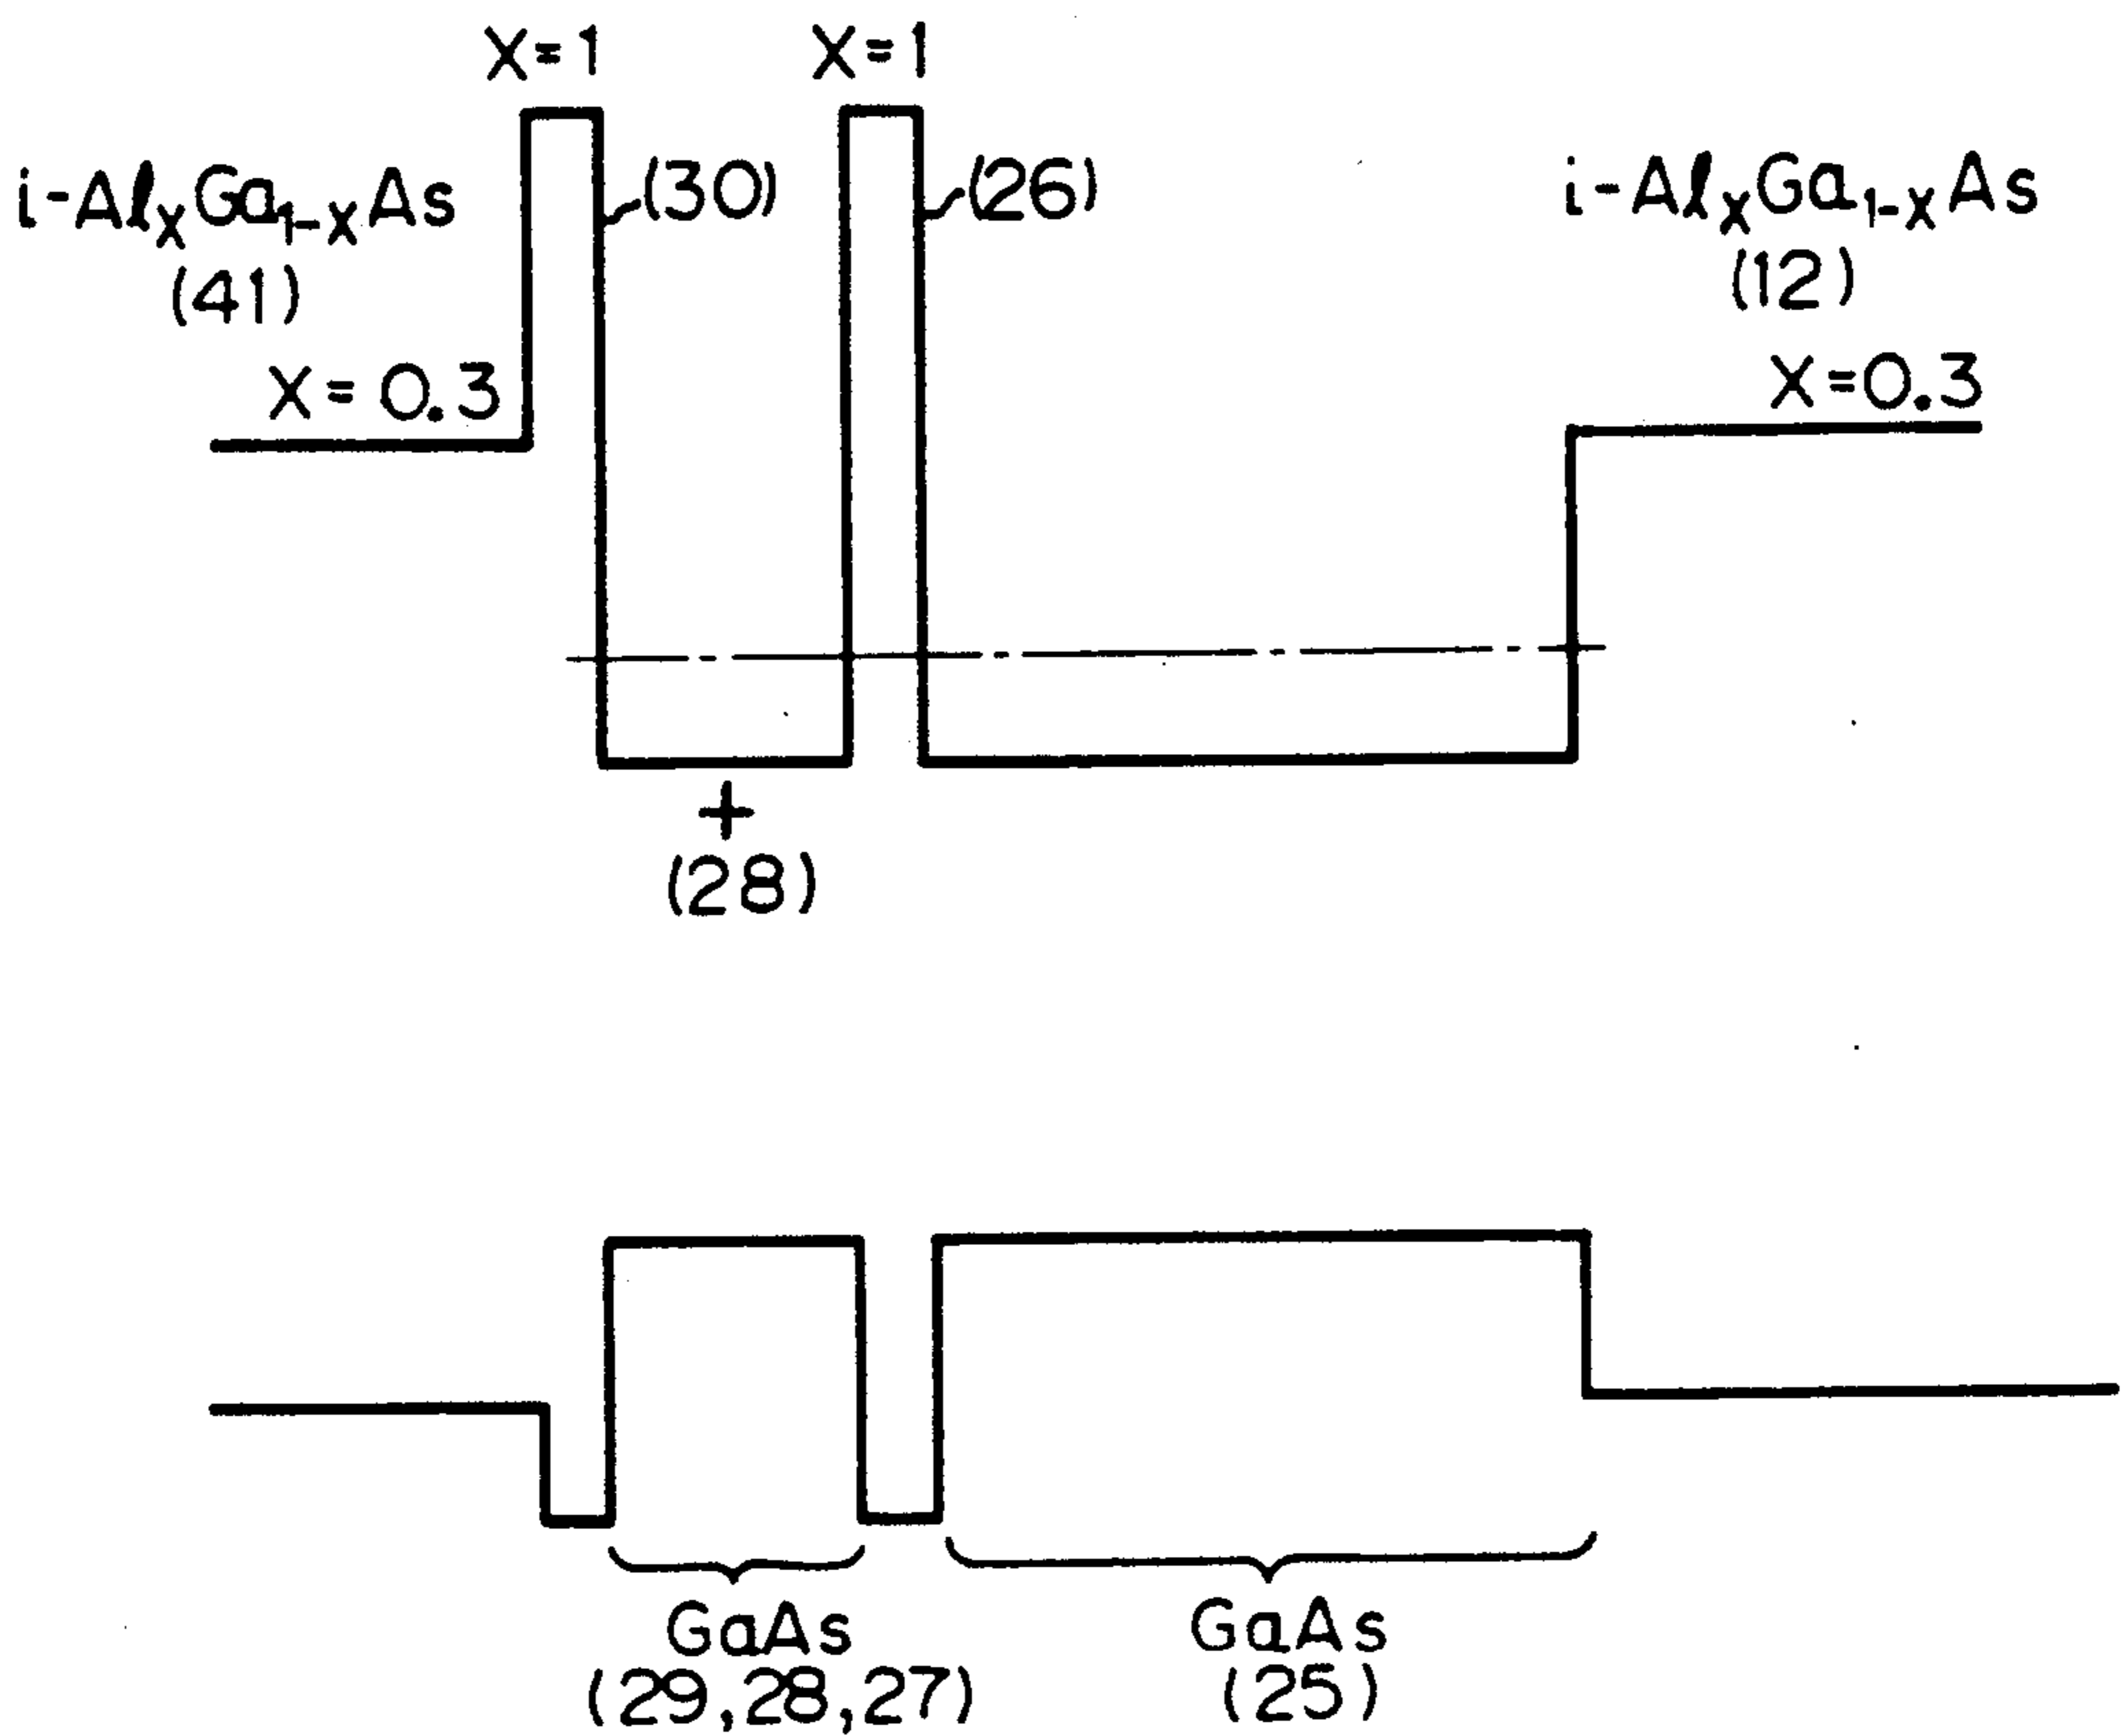 X=1
X=1
(30)
(26)
i-AlxGa1-xAs
(41)
i-AlxGa1-xAs
(12)
X=0.3
X=0.3
+
(28)
GaAs
(29,28,27)
GaAs
(25)